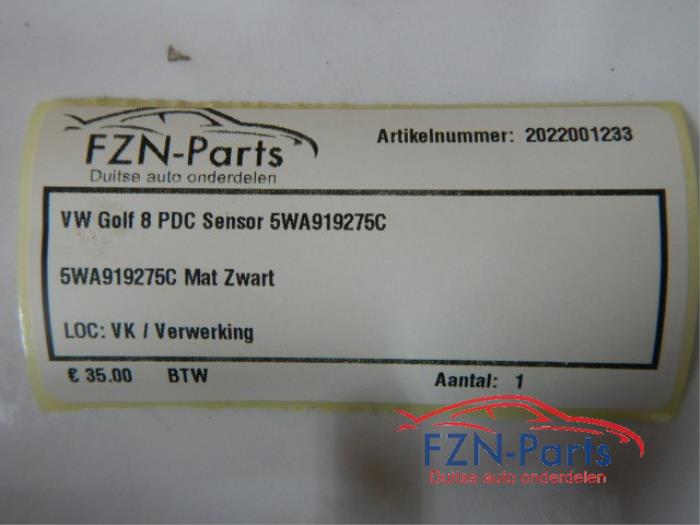 FZN-Parts
Duitse auto onderdelen
Artikelnummer: 2022001233
VW Golf 8 PDC Sensor 5WA919275C
5WA919275C Mat Zwart
LOC: VK / Verwerking
€ 35.00 BTW Aantal: 1
FZN-Parts
Duitse auto onderdelen